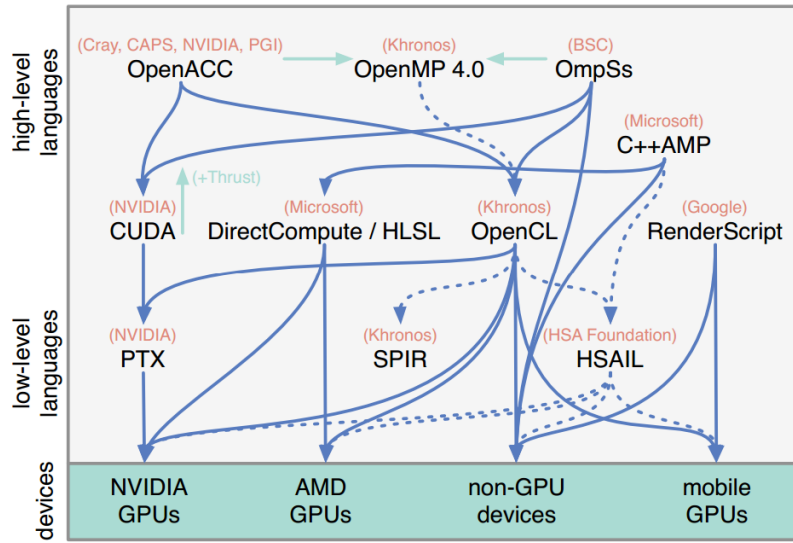 high-level
languages
(Cray, CAPS, NVIDIA, PGI)
OpenACC
(Khronos)
OpenMP 4.0
(BSC)
OmpSs
(Microsoft)
C++AMP
(+Thrust)
(NVIDIA)
CUDA
(Microsoft)
DirectCompute / HLSL
(Khronos)
OpenCL
(Google)
RenderScript
low-level
languages
(NVIDIA)
PTX
(Khronos)
SPIR
(HSA Foundation)
HSAIL
devices
NVIDIA
GPUs
AMD
GPUs
non-GPU
devices
mobile
GPUs